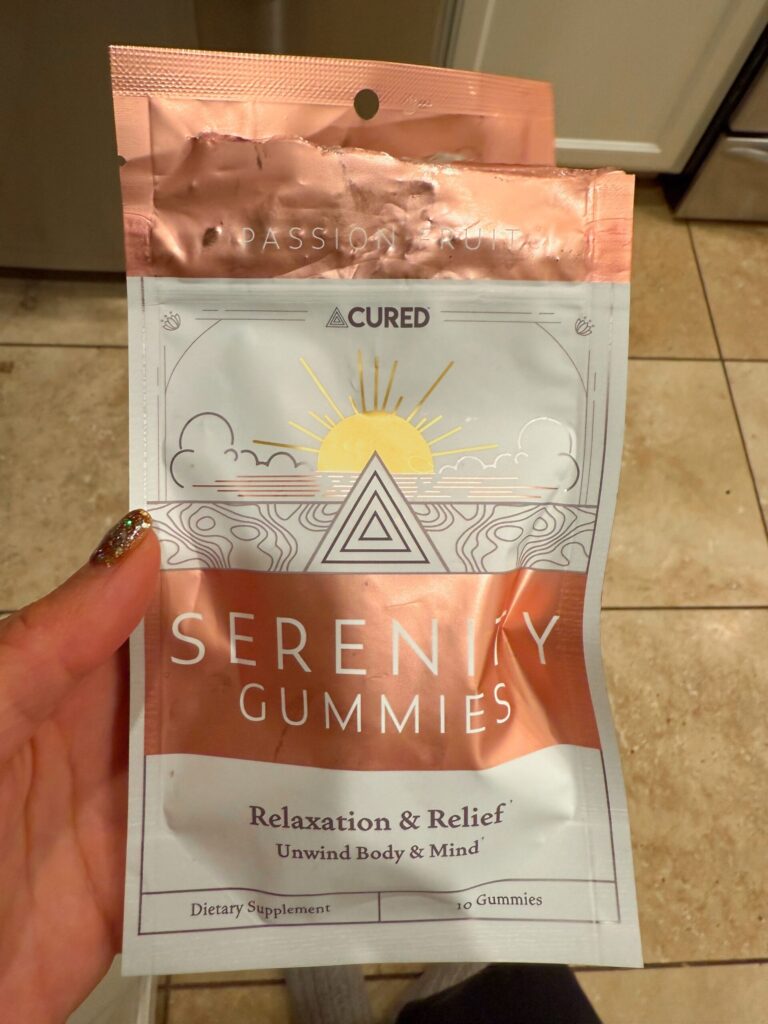 PASSION FRUIT
CURED
SERENITY
GUMMIES
Relaxation & Relief
Unwind Body & Mind
Dietary Supplement
10 Gummies